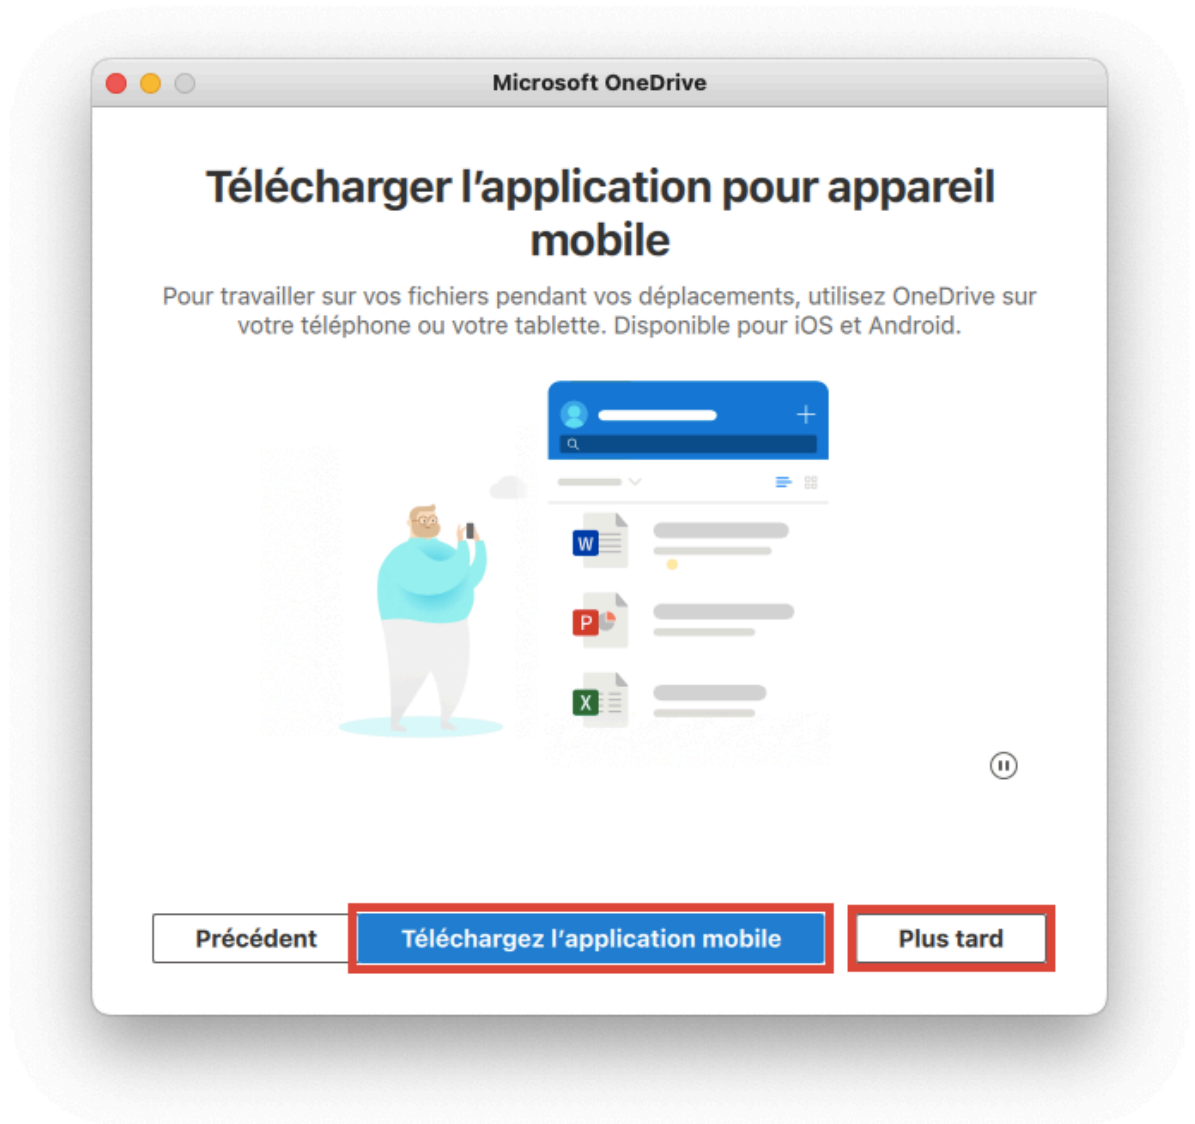 Microsoft OneDrive
Télécharger l’application pour appareil
mobile
Pour travailler sur vos fichiers pendant vos déplacements, utilisez OneDrive sur
votre téléphone ou votre tablette. Disponible pour iOS et Android.
W
P
X
Précédent
Téléchargez l’application mobile
Plus tard